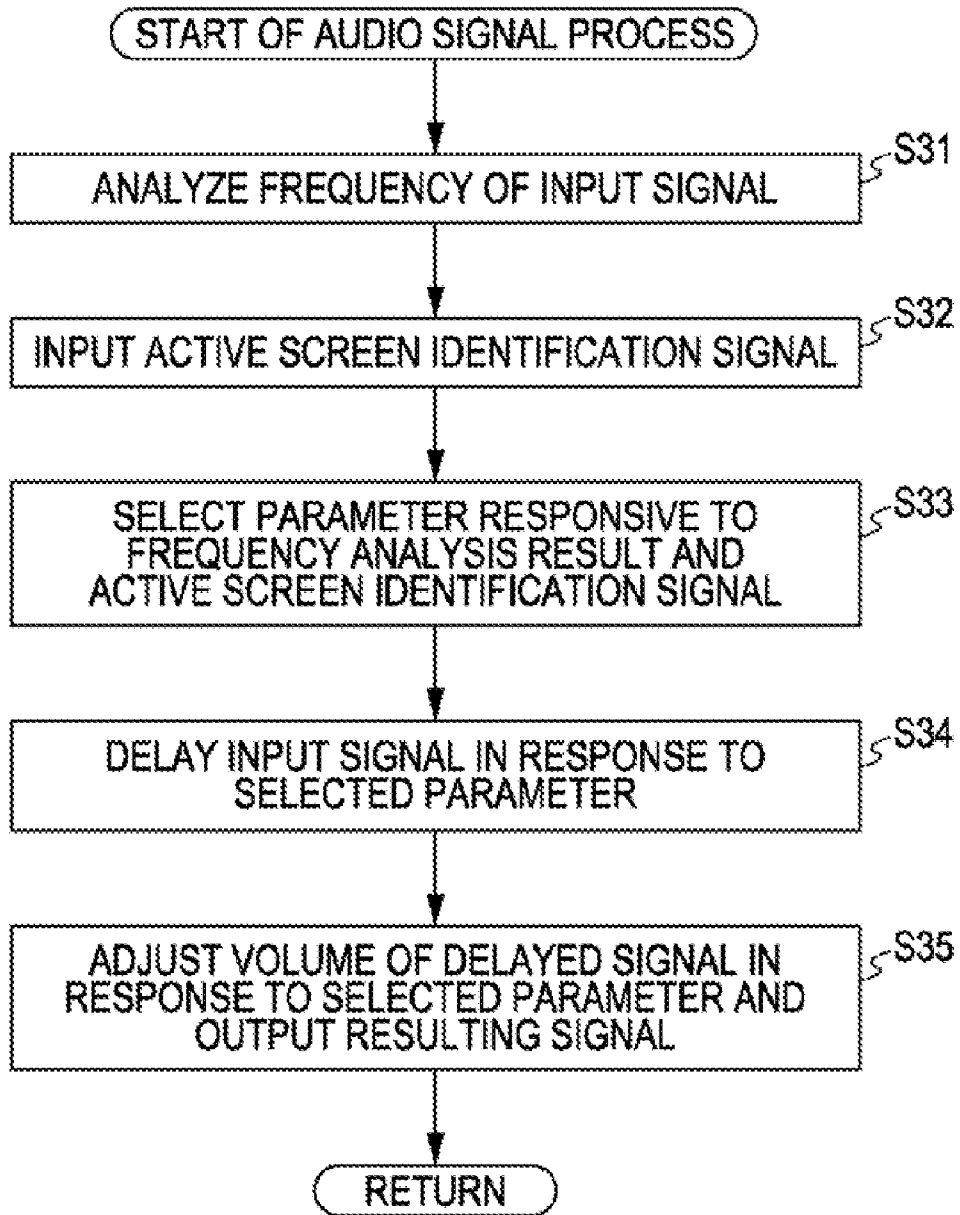 START OF AUDIO SIGNAL PROCESS
S31
ANALYZE FREQUENCY OF INPUT SIGNAL
S32
INPUT ACTIVE SCREEN IDENTIFICATION SIGNAL
S33
SELECT PARAMETER RESPONSIVE TO
FREQUENCY ANALYSIS RESULT AND
ACTIVE SCREEN IDENTIFICATION SIGNAL
S34
DELAY INPUT SIGNAL IN RESPONSE TO
SELECTED PARAMETER
S35
ADJUST VOLUME OF DELAYED SIGNAL IN
RESPONSE TO SELECTED PARAMETER AND
OUTPUT RESULTING SIGNAL
RETURN